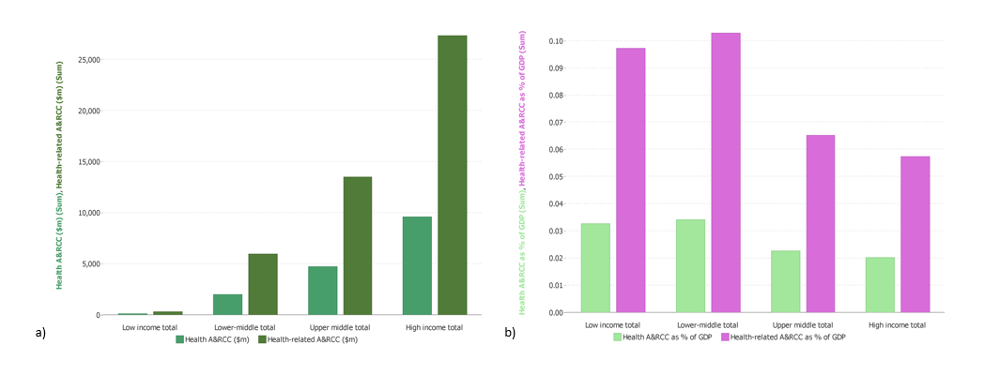 Health A&RCC ($m) (Sum), Health-related A&RCC ($m) (Sum)
25,000
20,000
15,000
10,000
5,000
0
Low income total
Lower-middle total
Upper middle total
High income total
Health A&RCC ($m)
Health-related A&RCC ($m)
a)
Health A&RCC as % of GDP (Sum), Health-related A&RCC as % of GDP (Sum)
0.10
0.09
0.08
0.07
0.06
0.05
0.04
0.03
0.02
0.01
0.00
Low income total
Lower-middle total
Upper middle total
High income total
Health A&RCC as % of GDP
Health-related A&RCC as % of GDP
b)